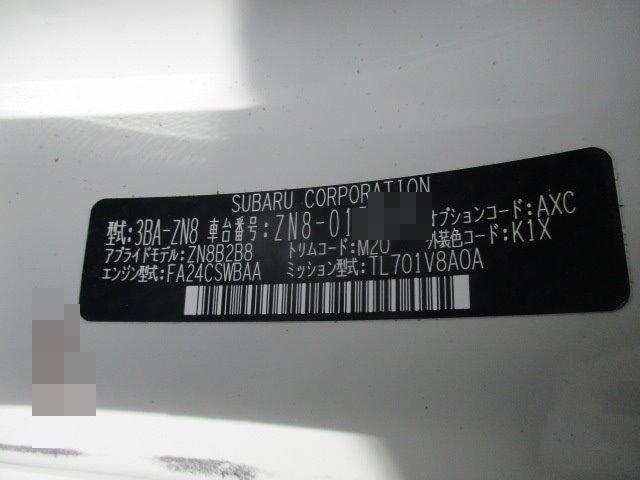 SUBARU CORPORATION
型式:3BA-ZN8 車台番号:ZN8-01 オプションコード:AXC
アプライドモデル:ZN8B2B8 トリムコード:M20 外装色コード:K1X
エンジン型式:FA24CSWBAA ミッション型式:TL701V8A0A